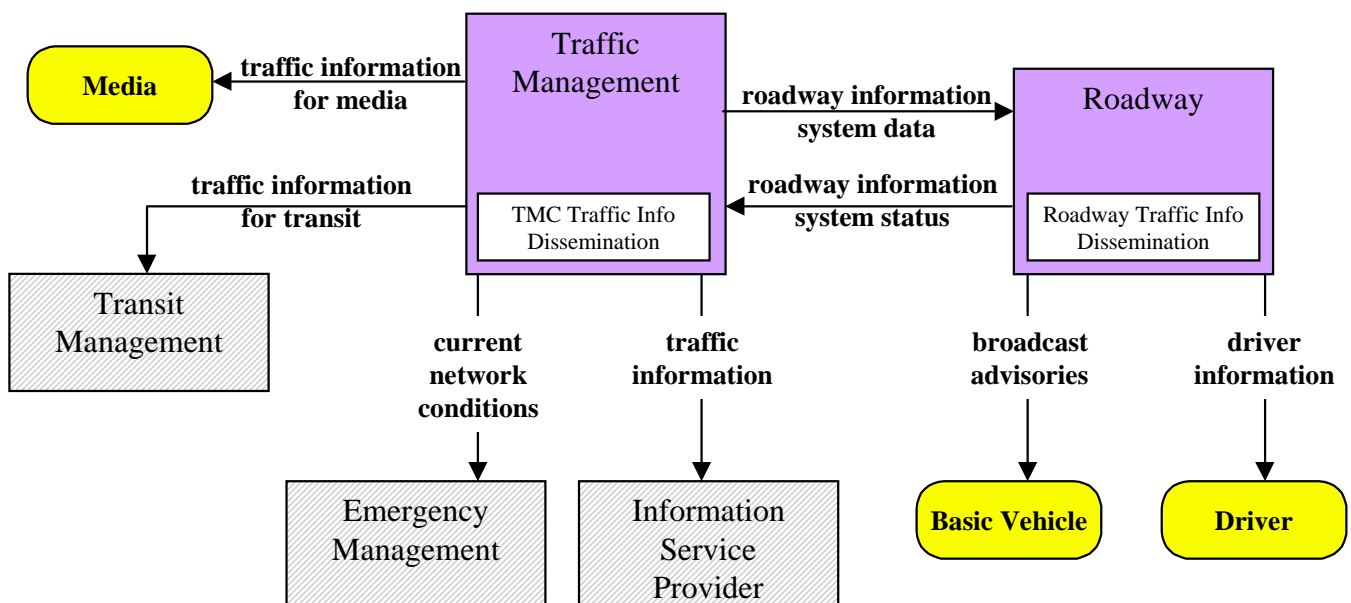 Traffic
Management
Media
traffic information
for media
roadway information
system data
Roadway
traffic information
for transit
roadway information
system status
TMC Traffic Info
Dissemination
Roadway Traffic Info
Dissemination
Transit
Management
current
network
conditions
traffic
information
broadcast
advisories
driver
information
Emergency
Management
Information
Service
Provider
Basic Vehicle
Driver